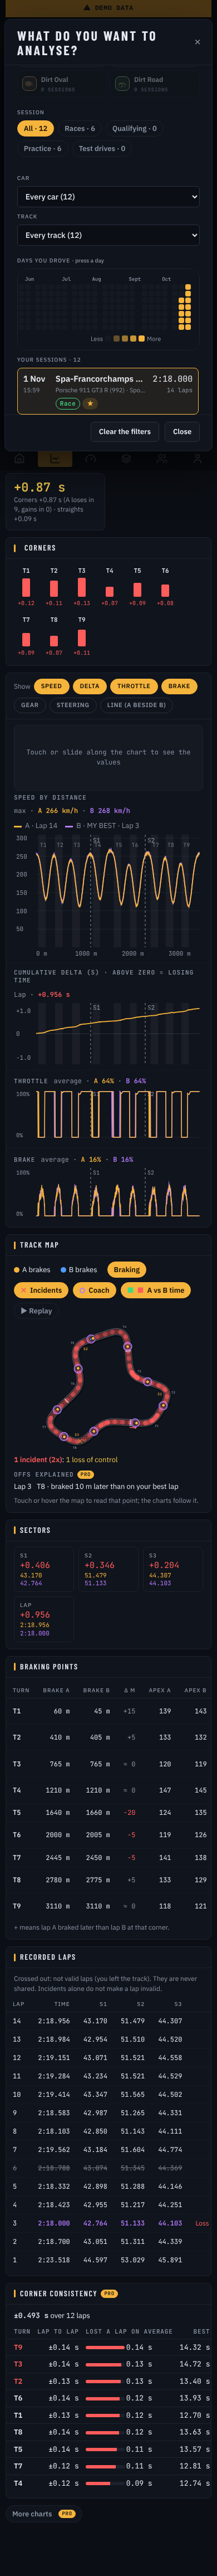 ▲ DEMO DATA
WHAT DO YOU WANT TO ANALYSE?
×
Dirt Oval
0 SESSIONS
Dirt Road
0 SESSIONS
SESSION
All · 12
Races · 6
Qualifying · 0
Practice · 6
Test drives · 0
CAR
Every car (12)
TRACK
Every track (12)
DAYS YOU DROVE · press a day
Jun Jul Aug Sept Oct
Less More
YOUR SESSIONS · 12
1 Nov Spa-Francorchamps ... 2:18.000
15:59 Porsche 911 GT3 R (992) · Spa... 14 laps
Race ★
Clear the filters
Close
+0.87 s
Corners +0.87 s (A loses in 9, gains in 0) · straights +0.09 s
CORNERS
T1 T2 T3 T4 T5 T6
+0.12 +0.11 +0.13 +0.07 +0.09 +0.08
T7 T8 T9
+0.09 +0.07 +0.11
Show SPEED DELTA THROTTLE BRAKE
GEAR STEERING LINE (A BESIDE B)
Touch or slide along the chart to see the values
SPEED BY DISTANCE
max · A 266 km/h · B 268 km/h
A · Lap 14 B · MY BEST · Lap 3
300
S1 S2
T1 T2 T3 T4 T5 T6 T7 T8 T9
250
200
150
100
50
0 m 1000 m 2000 m 3000 m
CUMULATIVE DELTA (S) · ABOVE ZERO = LOSING TIME
Lap · +0.956 s
+1.0
S1 S2
0
-1.0
THROTTLE average · A 64% · B 64%
100%
S1 S2
0%
BRAKE average · A 16% · B 16%
100%
S1 S2
0%
TRACK MAP
A brakes
B brakes
Braking
Incidents
Coach
A vs B time
▶ Replay
1 incident (2x): 1 loss of control
OFFS EXPLAINED PRO
Lap 3 T8 · braked 10 m later than on your best lap
Touch or hover the map to read that point; the charts follow it.
SECTORS
S1
+0.406
43.170
42.764
S2
+0.346
51.479
51.133
S3
+0.204
44.307
44.103
LAP
+0.956
2:18.956
2:18.000
BRAKING POINTS
TURN BRAKE A BRAKE B Δ M APEX A APEX B
T1 60 m 45 m +15 139 143
T2 410 m 405 m +5 133 132
T3 765 m 765 m = 0 120 119
T4 1210 m 1210 m = 0 147 145
T5 1640 m 1660 m -20 124 135
T6 2000 m 2005 m -5 119 126
T7 2445 m 2450 m -5 141 138
T8 2780 m 2775 m +5 133 129
T9 3110 m 3110 m = 0 118 121
+ means lap A braked later than lap B at that corner.
RECORDED LAPS
Crossed out: not valid laps (you left the track). They are never shared. Incidents alone do not make a lap invalid.
LAP TIME S1 S2 S3
14 2:18.956 43.170 51.479 44.307
13 2:18.984 42.954 51.510 44.520
12 2:19.151 43.071 51.521 44.558
11 2:19.284 43.234 51.521 44.529
10 2:19.414 43.347 51.565 44.502
9 2:18.583 42.987 51.265 44.331
8 2:18.103 42.850 51.143 44.111
7 2:19.562 43.184 51.604 44.774
6 2:18.788 43.074 51.345 44.369
5 2:18.332 42.898 51.288 44.146
4 2:18.423 42.955 51.217 44.251
3 2:18.000 42.764 51.133 44.103 Loss
2 2:18.700 43.051 51.311 44.339
1 2:23.518 44.597 53.029 45.891
CORNER CONSISTENCY PRO
±0.493 s over 12 laps
TURN LAP TO LAP LOST A LAP ON AVERAGE BEST
T9 ±0.14 s 0.14 s 14.32 s
T3 ±0.14 s 0.13 s 14.72 s
T2 ±0.13 s 0.13 s 13.40 s
T6 ±0.14 s 0.12 s 13.93 s
T1 ±0.13 s 0.12 s 12.70 s
T8 ±0.14 s 0.12 s 13.63 s
T5 ±0.14 s 0.11 s 13.57 s
T7 ±0.12 s 0.11 s 12.81 s
T4 ±0.12 s 0.09 s 12.74 s
More charts PRO